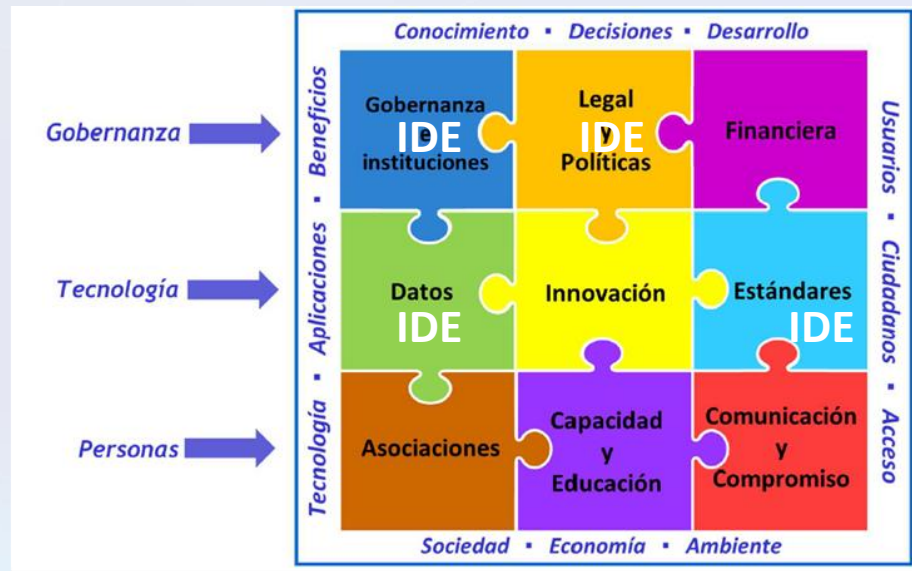 Conocimiento ▪ Decisiones ▪ Desarrollo
Gobernanza
Tecnología
Personas
Tecnología ▪ Aplicaciones ▪ Beneficios
Gobernanza
e
instituciones
IDE
Legal
y
Políticas
IDE
Financiera
Datos
IDE
Innovación
Estándares
IDE
Asociaciones
Capacidad
y
Educación
Comunicación
y
Compromiso
Usuarios ▪ Ciudadanos ▪ Acceso
Sociedad ▪ Economía ▪ Ambiente